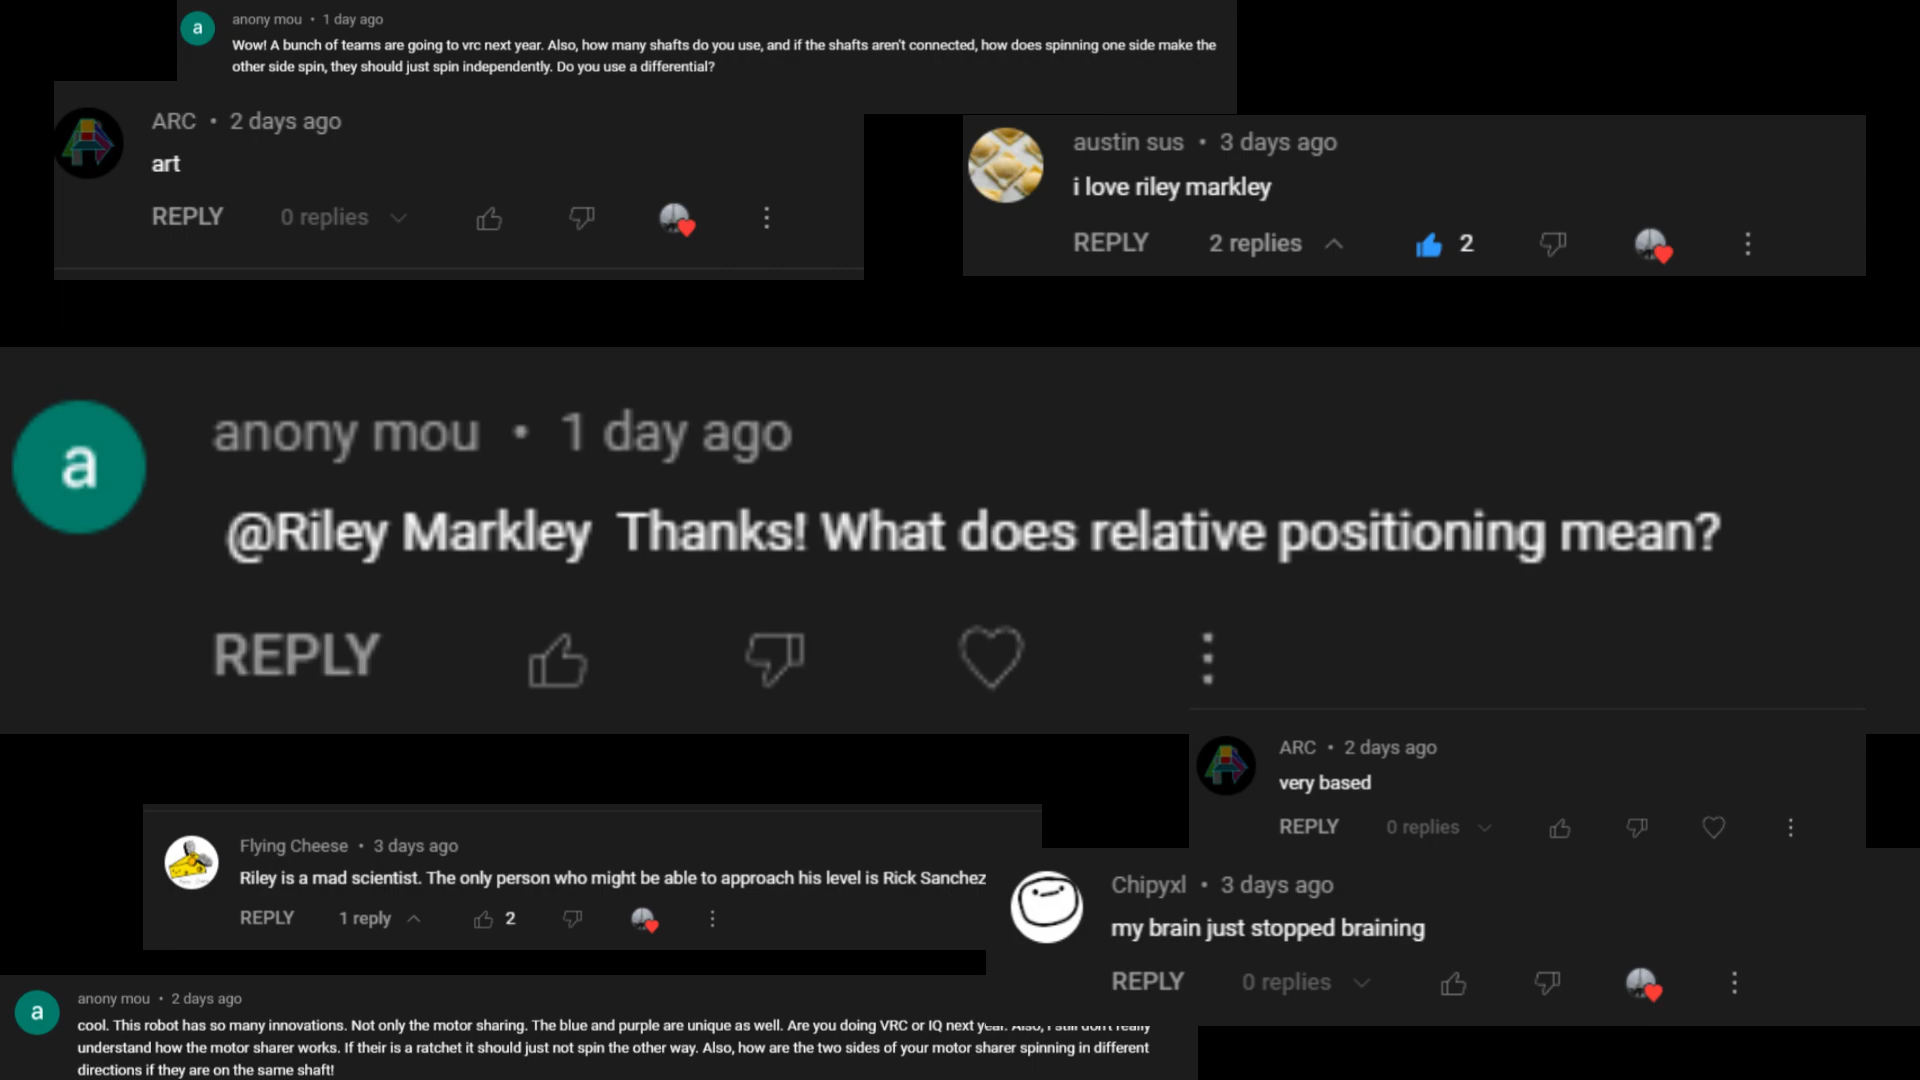 anony mou • 1 day ago
Wow! A bunch of teams are going to vrc next year. Also, how many shafts do you use, and if the shafts aren't connected, how does spinning one side make the
other side spin, they should just spin independently. Do you use a differential?
ARC • 2 days ago
art
REPLY 0 replies
austin sus • 3 days ago
i love riley markley
REPLY 2 replies 2
a
anony mou • 1 day ago
@Riley Markley Thanks! What does relative positioning mean?
REPLY
ARC • 2 days ago
very based
REPLY 0 replies
Flying Cheese • 3 days ago
Riley is a mad scientist. The only person who might be able to approach his level is Rick Sanchez
REPLY 1 reply 2
Chipyxl • 3 days ago
my brain just stopped braining
REPLY 0 replies
a
anony mou • 2 days ago
cool. This robot has so many innovations. Not only the motor sharing. The blue and purple are unique as well. Are you doing VRC or IQ next year. Also, I still don't really
understand how the motor sharer works. If their is a ratchet it should just not spin the other way. Also, how are the two sides of your motor sharer spinning in different
directions if they are on the same shaft!